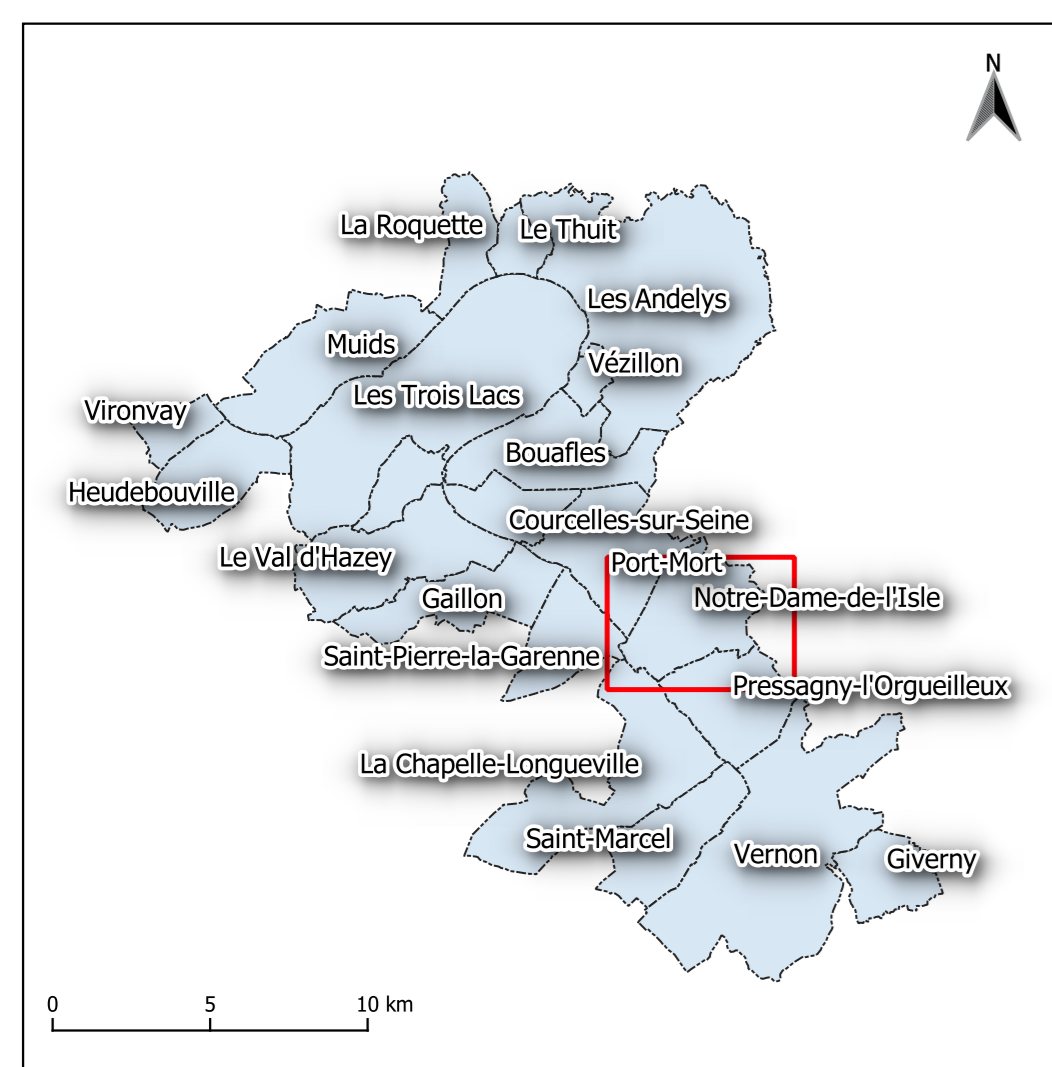 N
La Roquette
Le Thuit
Les Andelys
Muids
Vézillon
Les Trois Lacs
Vironvay
Bouafles
Heudebouville
Courcelles-sur-Seine
Le Val d'Hazey
Port-Mort
Gaillon
Notre-Dame-de-l'Isle
Saint-Pierre-la-Garenne
Pressagny-l'Orgueilleux
La Chapelle-Longueville
Saint-Marcel
Vernon
Giverny
0 5 10 km